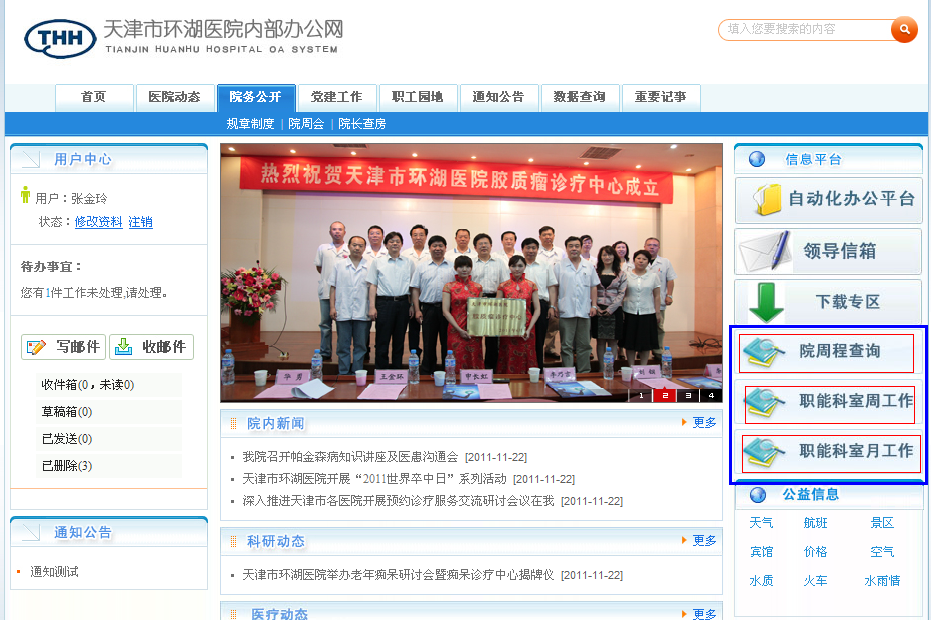 THH
天津市环湖医院内部办公网
TIANJIN HUANHU HOSPITAL OA SYSTEM
填入您要搜索的内容
首页 医院动态 院务公开 党建工作 职工园地 通知公告 数据查询 重要记事
规章制度 | 院周会 | 院长查房
用户中心
用户：张金玲
状态：修改资料 注销
待办事宜：
您有1件工作未处理,请处理。
写邮件 收邮件
收件箱(0，未读0)
草稿箱(0)
已发送(0)
已删除(3)
通知公告
通知测试
热烈祝贺天津市环湖医院胶质瘤诊疗中心成立
胶质瘤诊疗中心
华勇 王金环 申长虹
1 2 3 4
院内新闻 更多
我院召开帕金森病知识讲座及医患沟通会 [2011-11-22]
天津市环湖医院开展“2011世界卒中日”系列活动 [2011-11-22]
深入推进天津市各医院开展预约诊疗服务交流研讨会议在我 [2011-11-22]
科研动态 更多
天津市环湖医院举办老年痴呆研讨会暨痴呆诊疗中心揭牌仪 [2011-11-22]
医疗动态 更多
信息平台
自动化办公平台
领导信箱
下载专区
院周程查询
职能科室周工作
职能科室月工作
公益信息
天气 航班 景区
宾馆 价格 空气
水质 火车 水雨情